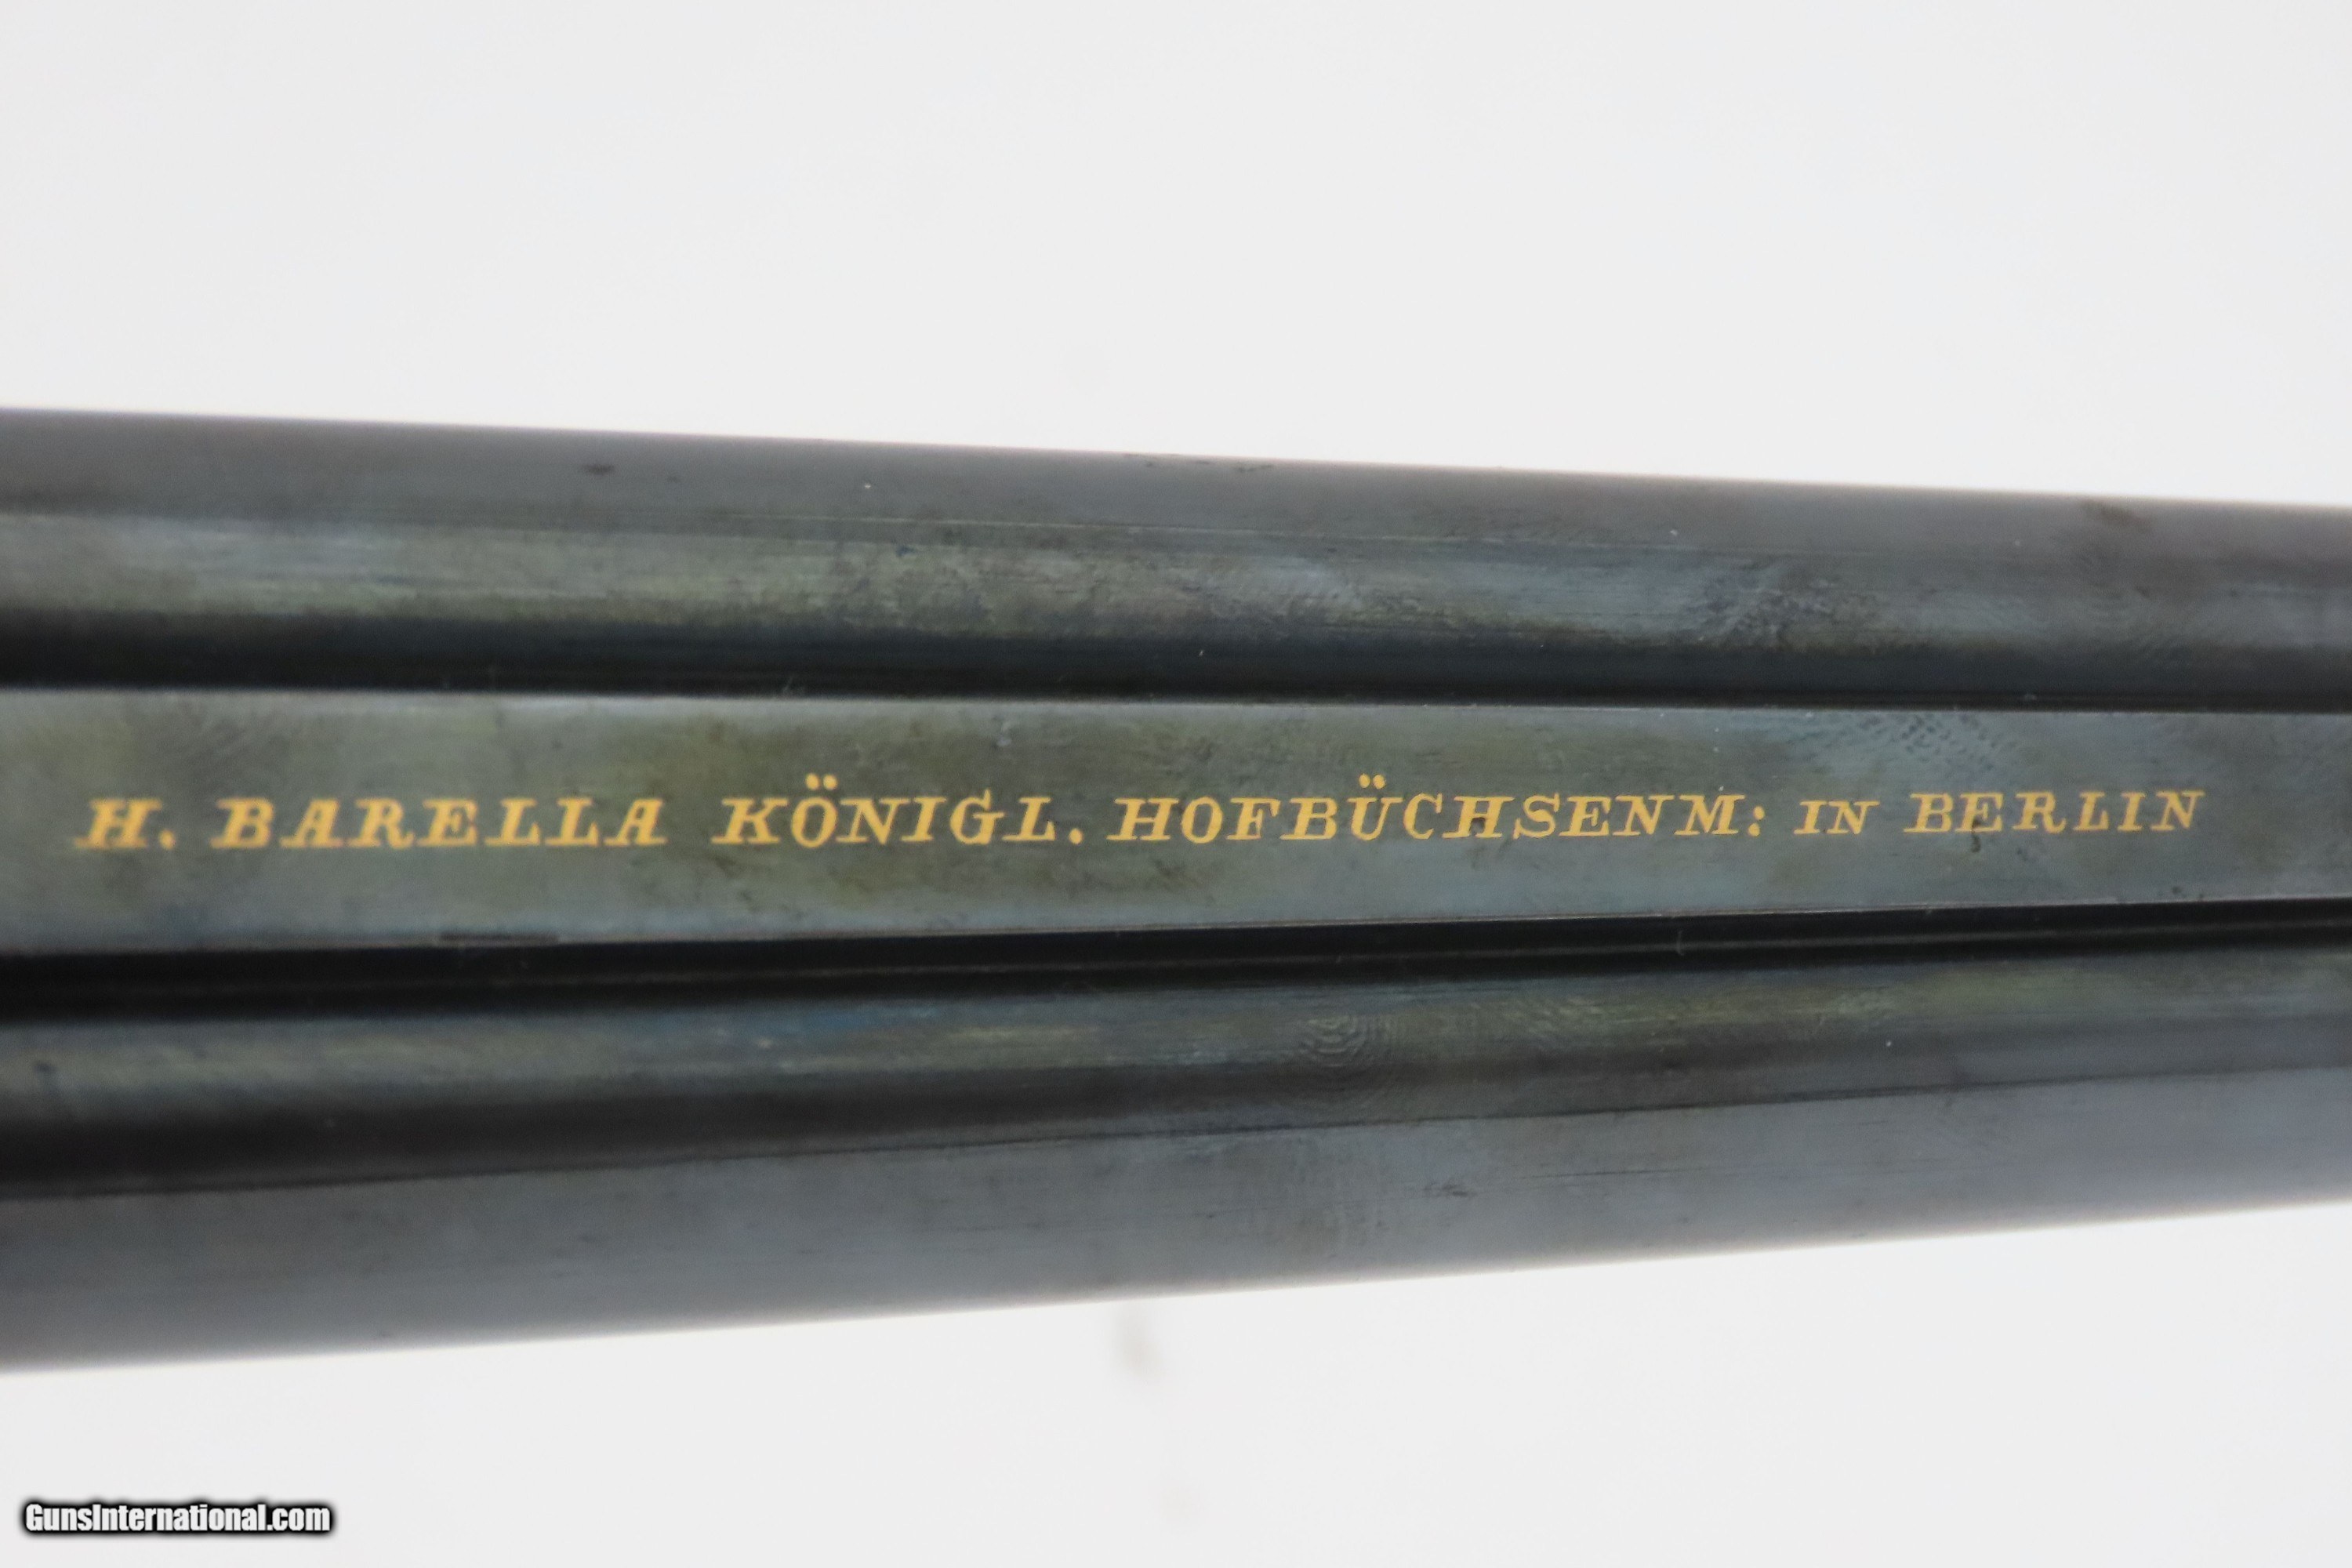 H. BARELLA KÖNIGL. HOFBÜCHSENM: IN BERLIN
GunsInternational.com